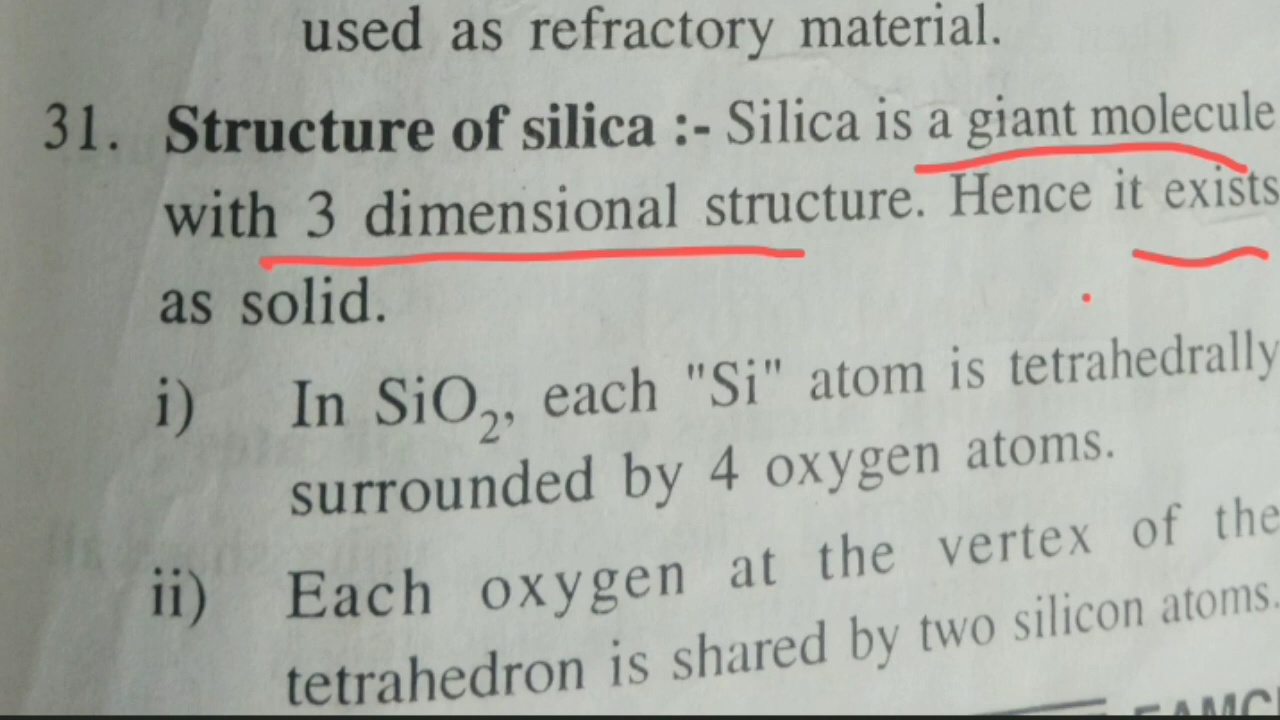 used as refractory material.
31. Structure of silica :- Silica is a giant molecule
with 3 dimensional structure. Hence it exists
as solid.
i) In SiO₂, each "Si" atom is tetrahedrally
surrounded by 4 oxygen atoms.
ii) Each oxygen at the vertex of the
tetrahedron is shared by two silicon atoms.